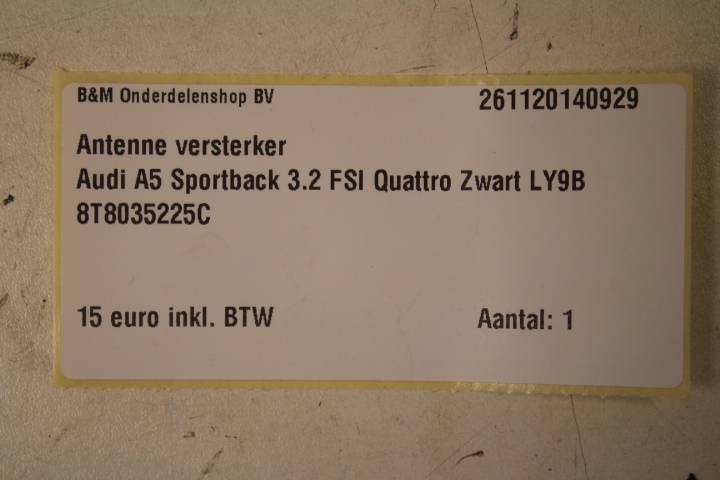 B&M Onderdelenshop BV 261120140929
Antenne versterker
Audi A5 Sportback 3.2 FSI Quattro Zwart LY9B
8T8035225C
15 euro inkl. BTW Aantal: 1